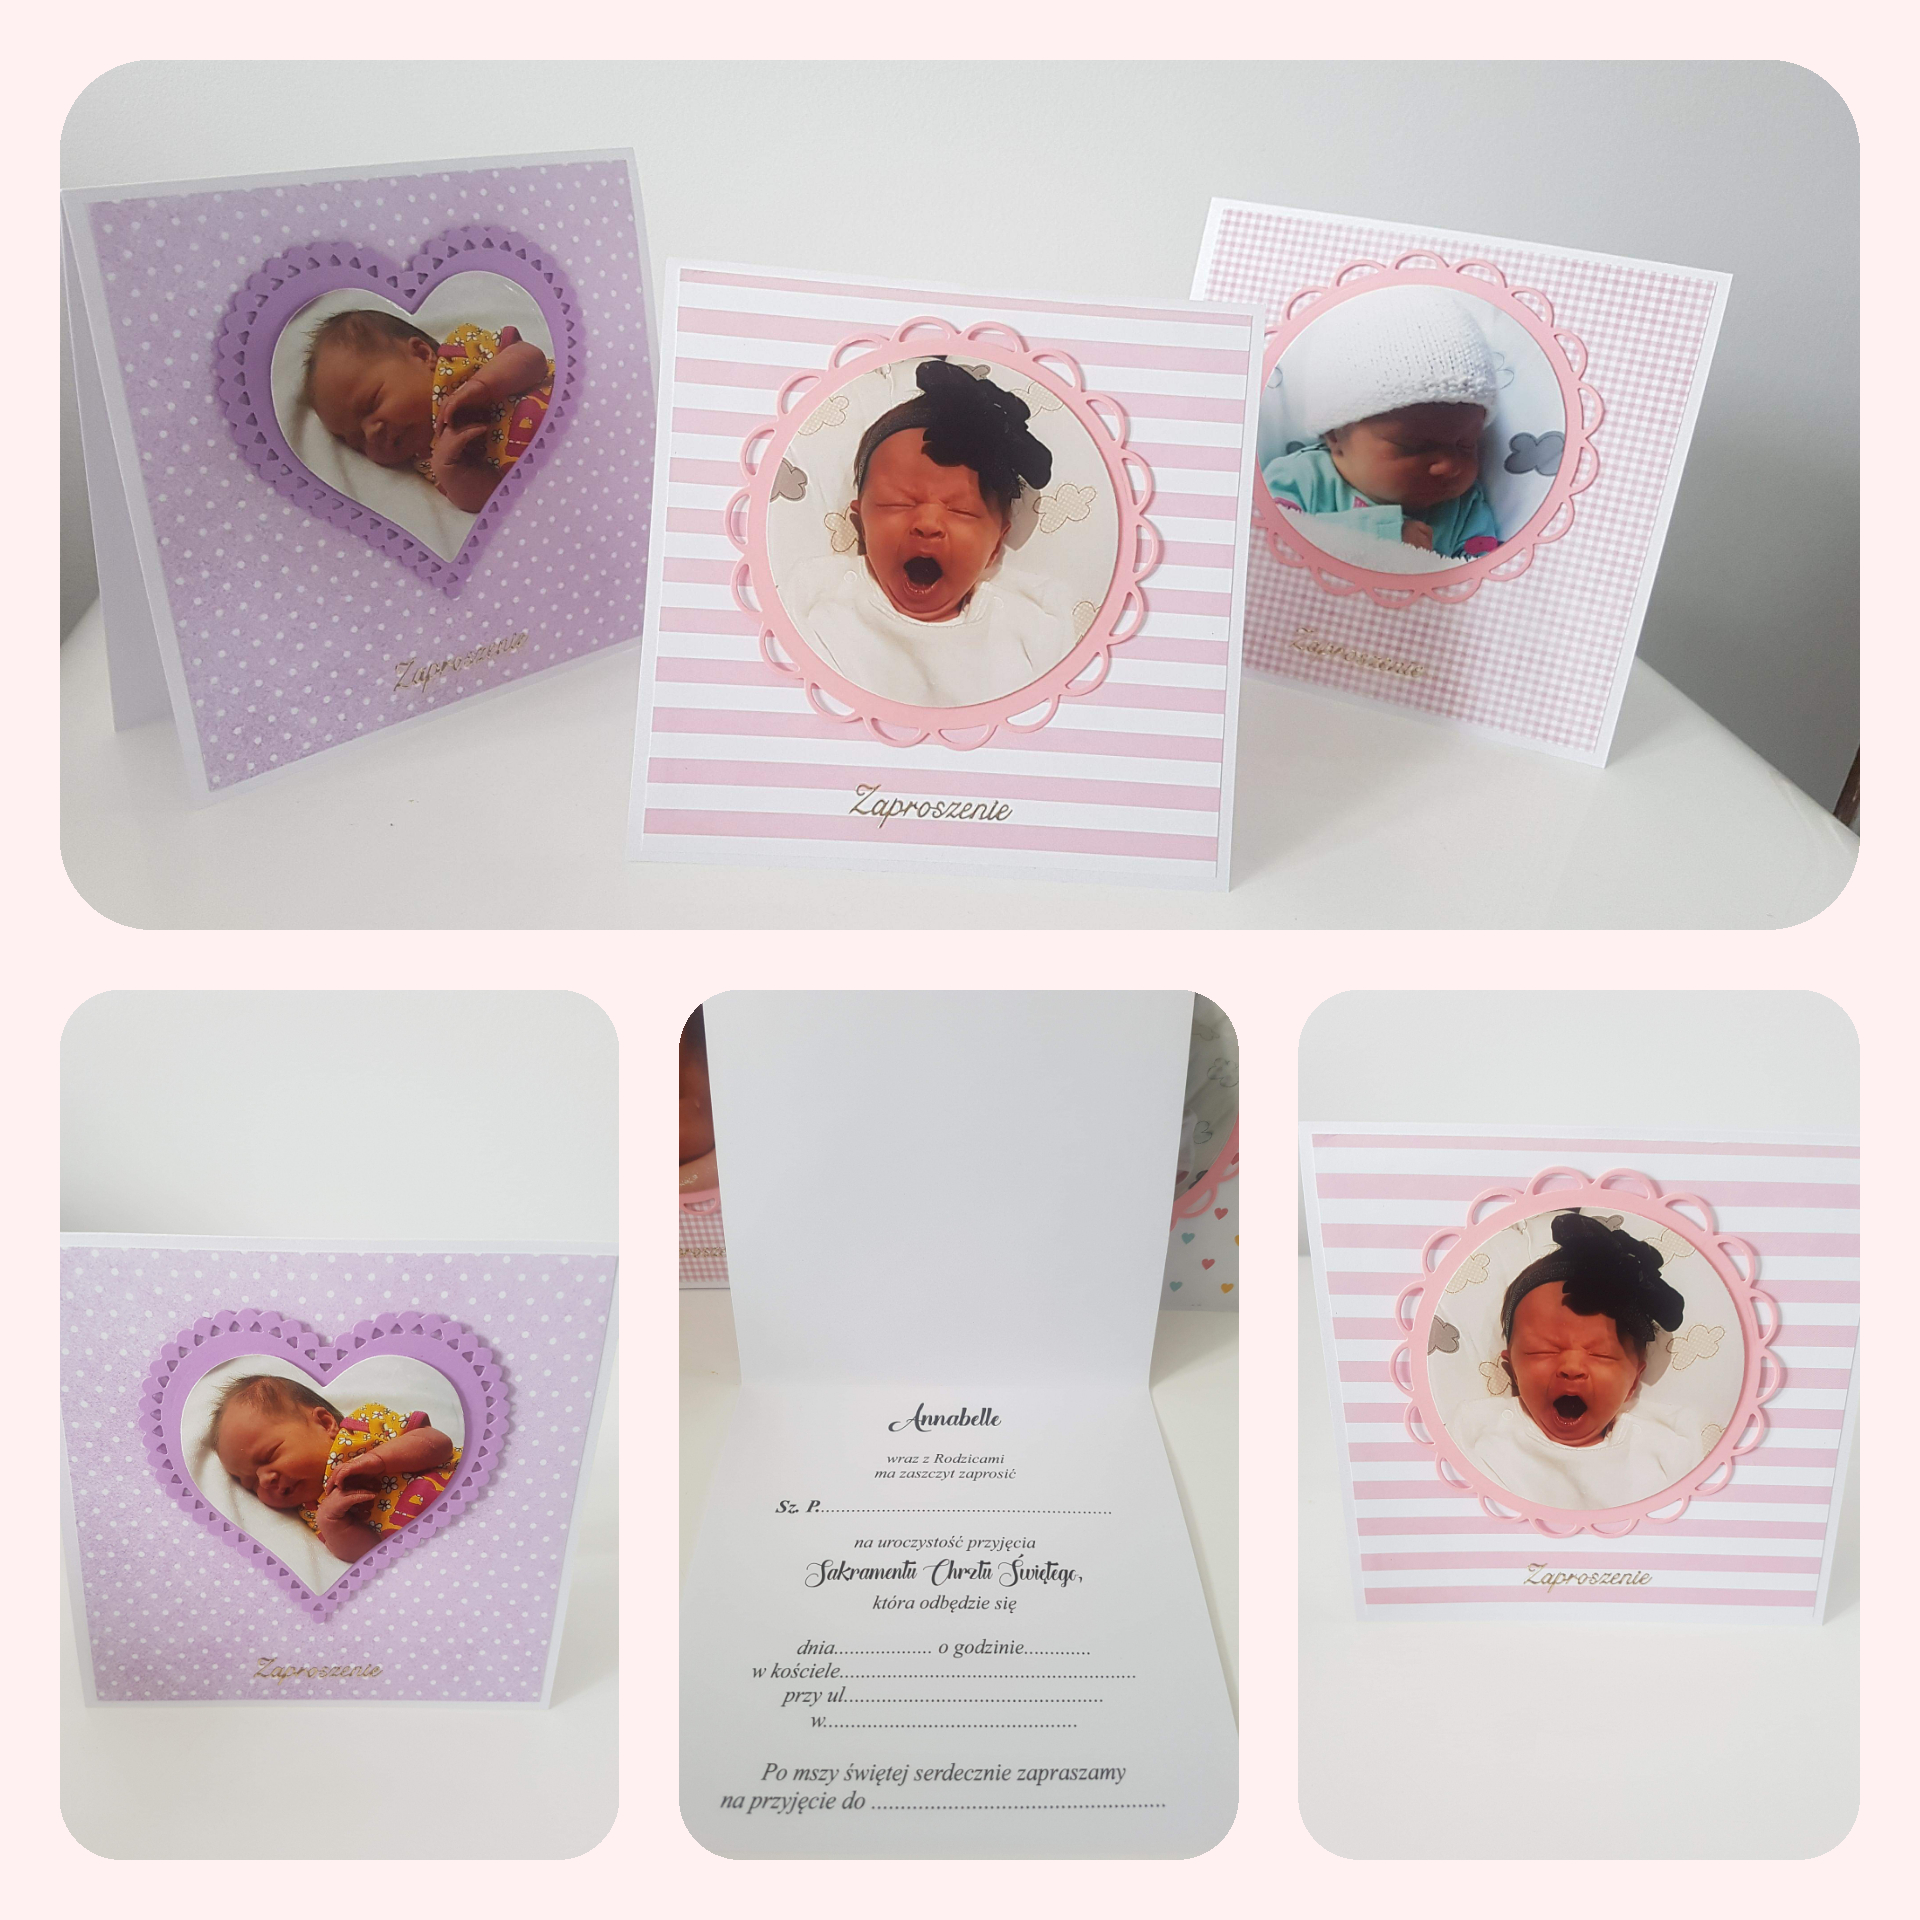 Zaproszenie
Zaproszenie
Zaproszenie
Zaproszenie
Annabelle
wraz z Rodzicami
ma zaszczyt zaprosić
Sz. P..................................................................
na uroczystość przyjęcia
Sakramentu Chrztu Świętego,
która odbędzie się
dnia................... o godzinie.............
w kościele..........................................................
przy ul...................................................
w..................................................
Po mszy świętej serdecznie zapraszamy
na przyjęcie do ..................................................
Zaproszenie